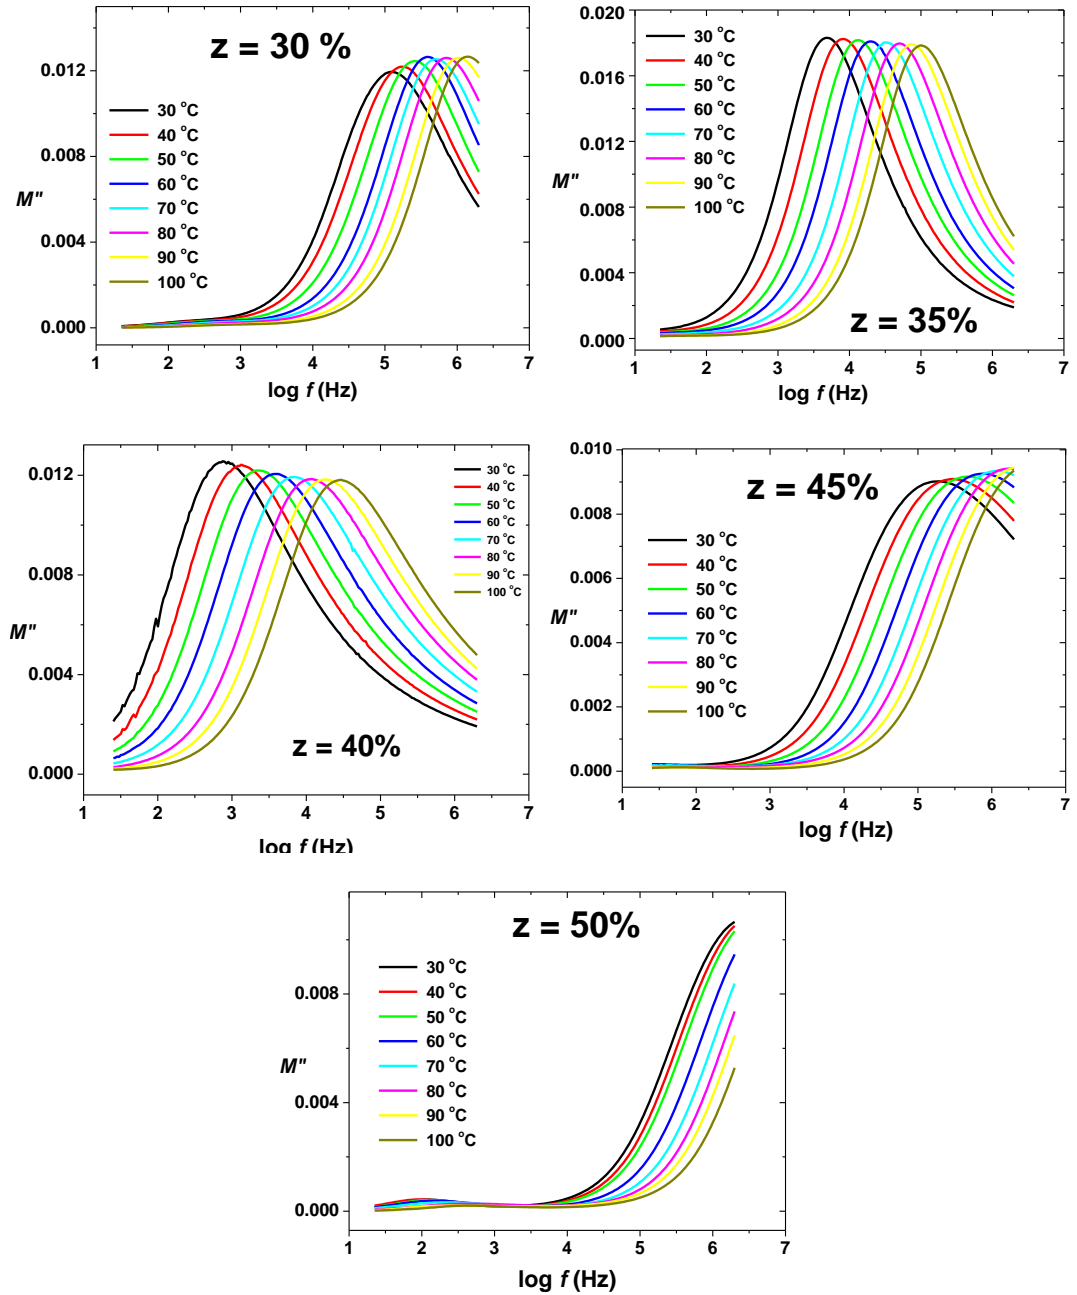 z = 30 %
0.012
0.008
0.004
0.000
M"
30 °C
40 °C
50 °C
60 °C
70 °C
80 °C
90 °C
100 °C
1 2 3 4 5 6 7
log f (Hz)
0.020
0.016
0.012
0.008
0.004
0.000
M"
30 °C
40 °C
50 °C
60 °C
70 °C
80 °C
90 °C
100 °C
z = 35%
1 2 3 4 5 6 7
log f (Hz)
0.012
0.008
0.004
0.000
M"
30 °C
40 °C
50 °C
60 °C
70 °C
80 °C
90 °C
100 °C
z = 40%
1 2 3 4 5 6 7
log f (Hz)
0.010
0.008
0.006
0.004
0.002
0.000
M"
z = 45%
30 °C
40 °C
50 °C
60 °C
70 °C
80 °C
90 °C
100 °C
1 2 3 4 5 6 7
log f (Hz)
z = 50%
0.008
0.004
0.000
M"
30 °C
40 °C
50 °C
60 °C
70 °C
80 °C
90 °C
100 °C
1 2 3 4 5 6 7
log f (Hz)